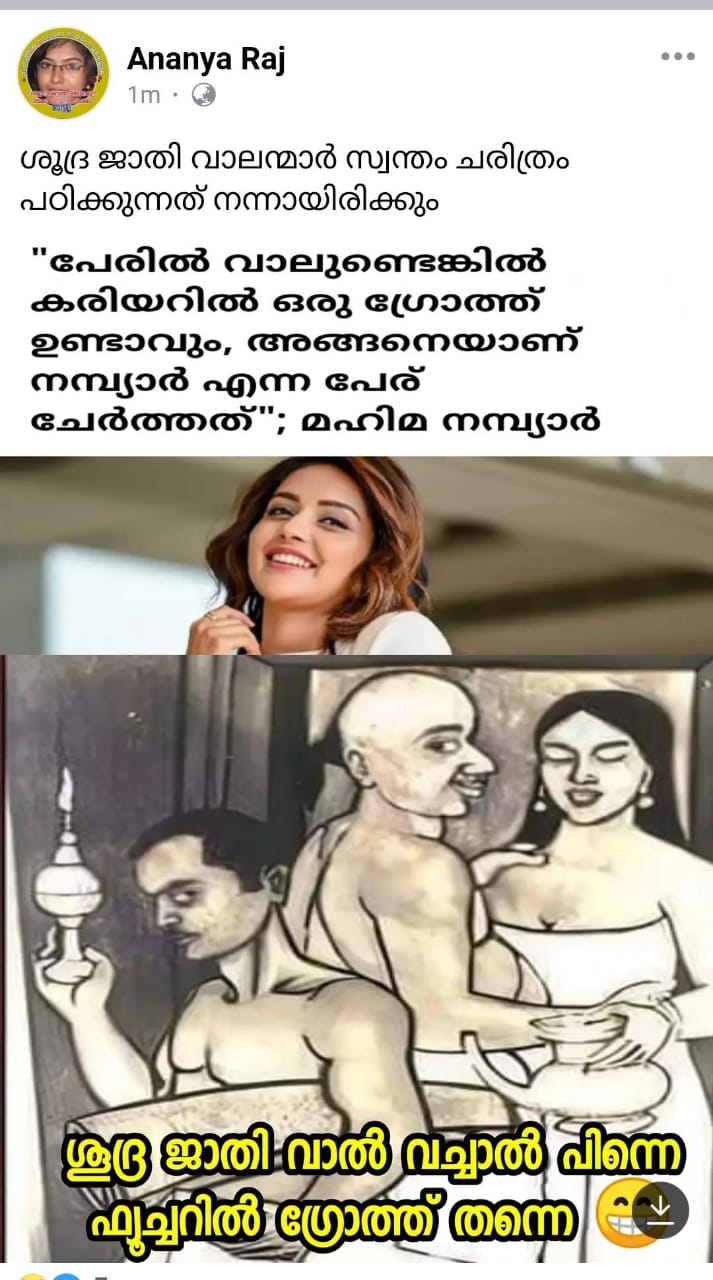 Ananya Raj
1m
ശൂദ്ര ജാതി വാലന്മാർ സ്വന്തം ചരിത്രം
പഠിക്കുന്നത് നന്നായിരിക്കും
"പേരിൽ വാലുണ്ടെങ്കിൽ
കരിയറിൽ ഒരു ഗ്രോത്ത്
ഉണ്ടാവും, അങ്ങനെയാണ്
നമ്പ്യാർ എന്ന പേര്
ചേർത്തത്"; മഹിമ നമ്പ്യാർ
ശൂദ്ര ജാതി വാൽ വച്ചാൽ പിന്നെ
ഫ്യൂച്ചറിൽ ഗ്രോത്ത് തന്നെ